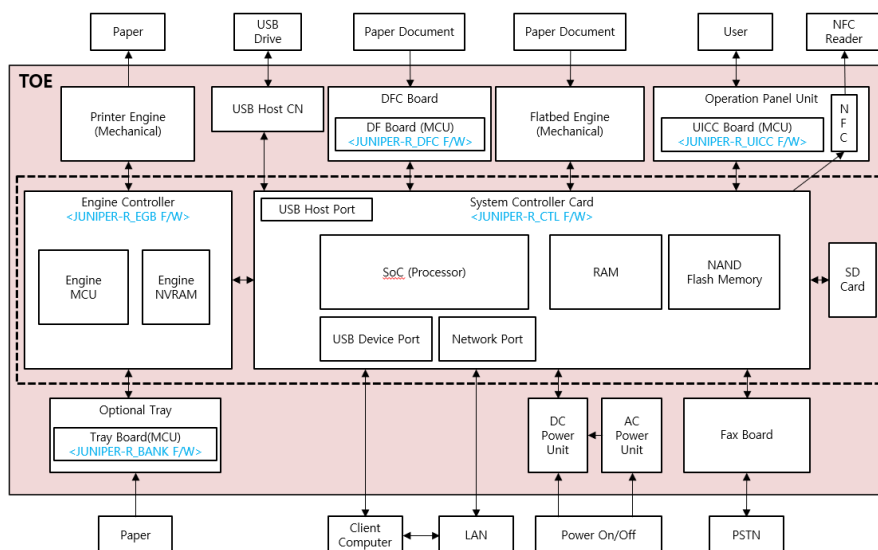 Paper
USB
Drive
Paper Document
Paper Document
User
NFC
Reader
TOE
Printer Engine
(Mechanical)
USB Host CN
DFC Board
DF Board (MCU)
<JUNIPER-R_DFC F/W>
Flatbed Engine
(Mechanical)
Operation Panel Unit
UICC Board (MCU)
<JUNIPER-R_UICC F/W>
N
F
C
Engine Controller
<JUNIPER-R_EGB F/W>
Engine
MCU
Engine
NVRAM
USB Host Port
System Controller Card
<JUNIPER-R_CTL F/W>
SoC (Processor)
RAM
NAND
Flash Memory
USB Device Port
Network Port
SD
Card
Optional Tray
Tray Board(MCU)
<JUNIPER-R_BANK F/W>
DC
Power
Unit
AC
Power
Unit
Fax Board
Paper
Client
Computer
LAN
Power On/Off
PSTN